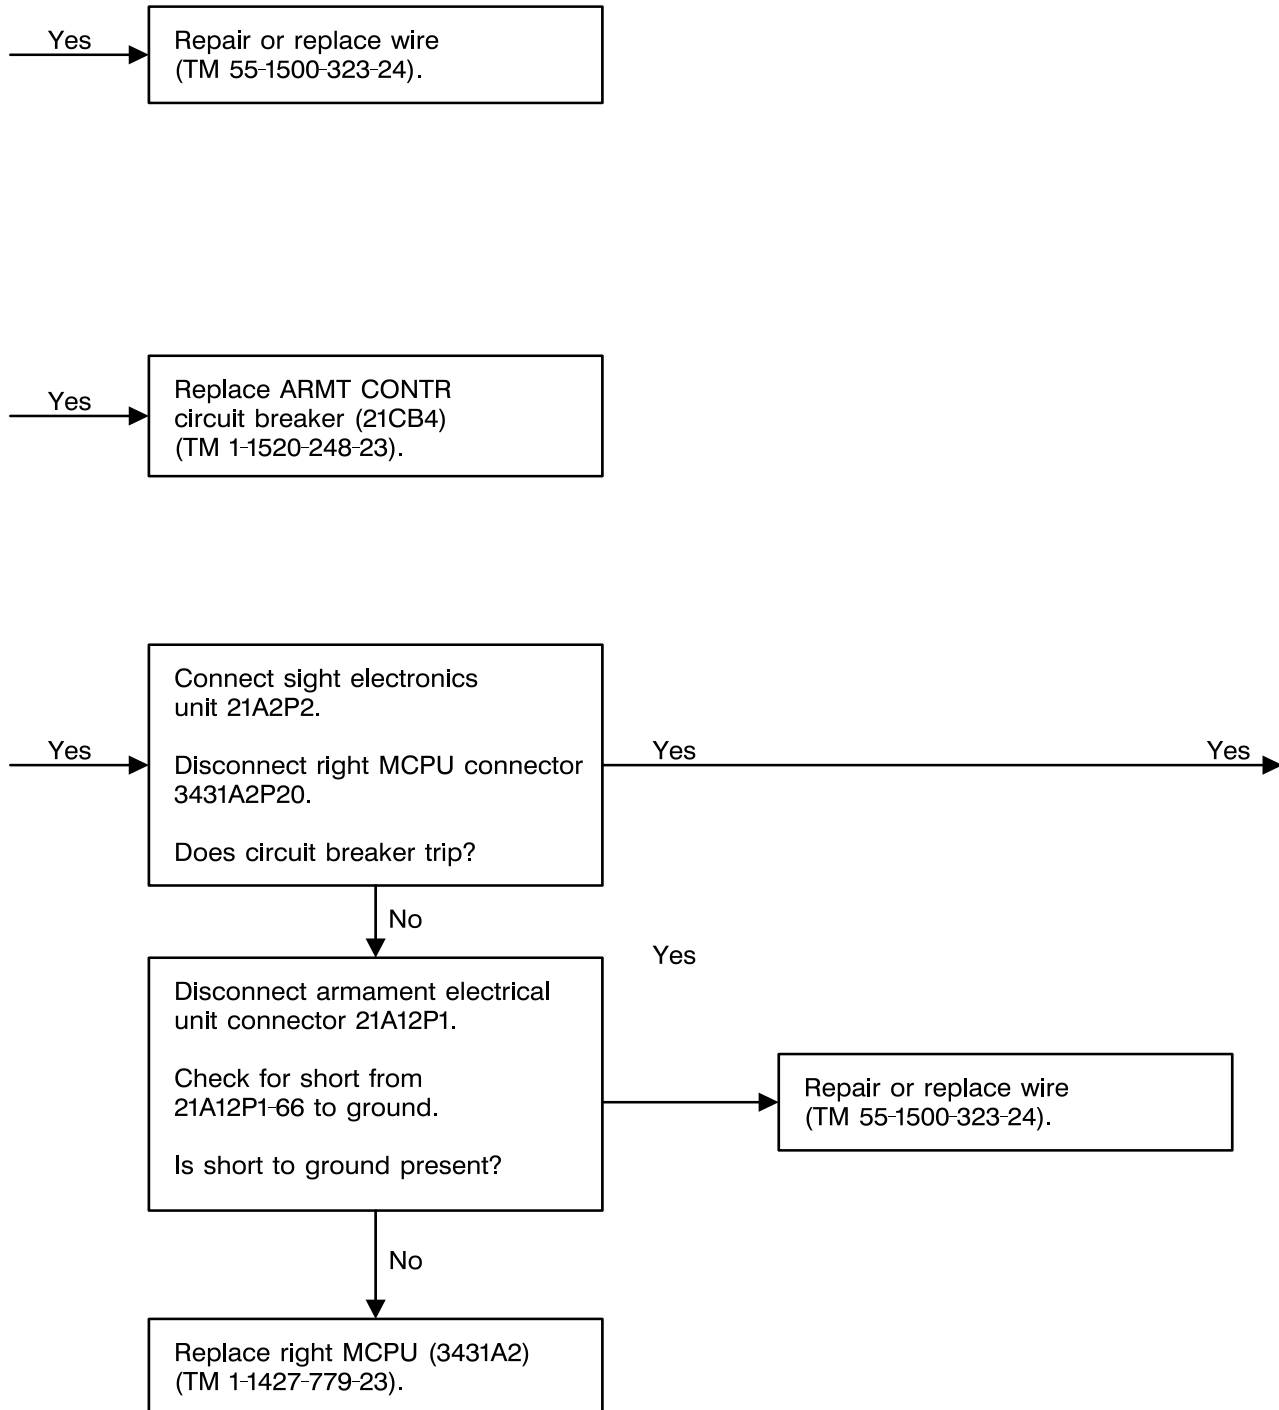 Yes
Repair or replace wire
(TM 55-1500-323-24).
Yes
Replace ARMT CONTR
circuit breaker (21CB4)
(TM 1-1520-248-23).
Yes
Connect sight electronics
unit 21A2P2.
Disconnect right MCPU connector
3431A2P20.
Does circuit breaker trip?
Yes
Yes
No
Disconnect armament electrical
unit connector 21A12P1.
Check for short from
21A12P1-66 to ground.
Is short to ground present?
Yes
Repair or replace wire
(TM 55-1500-323-24).
No
Replace right MCPU (3431A2)
(TM 1-1427-779-23).